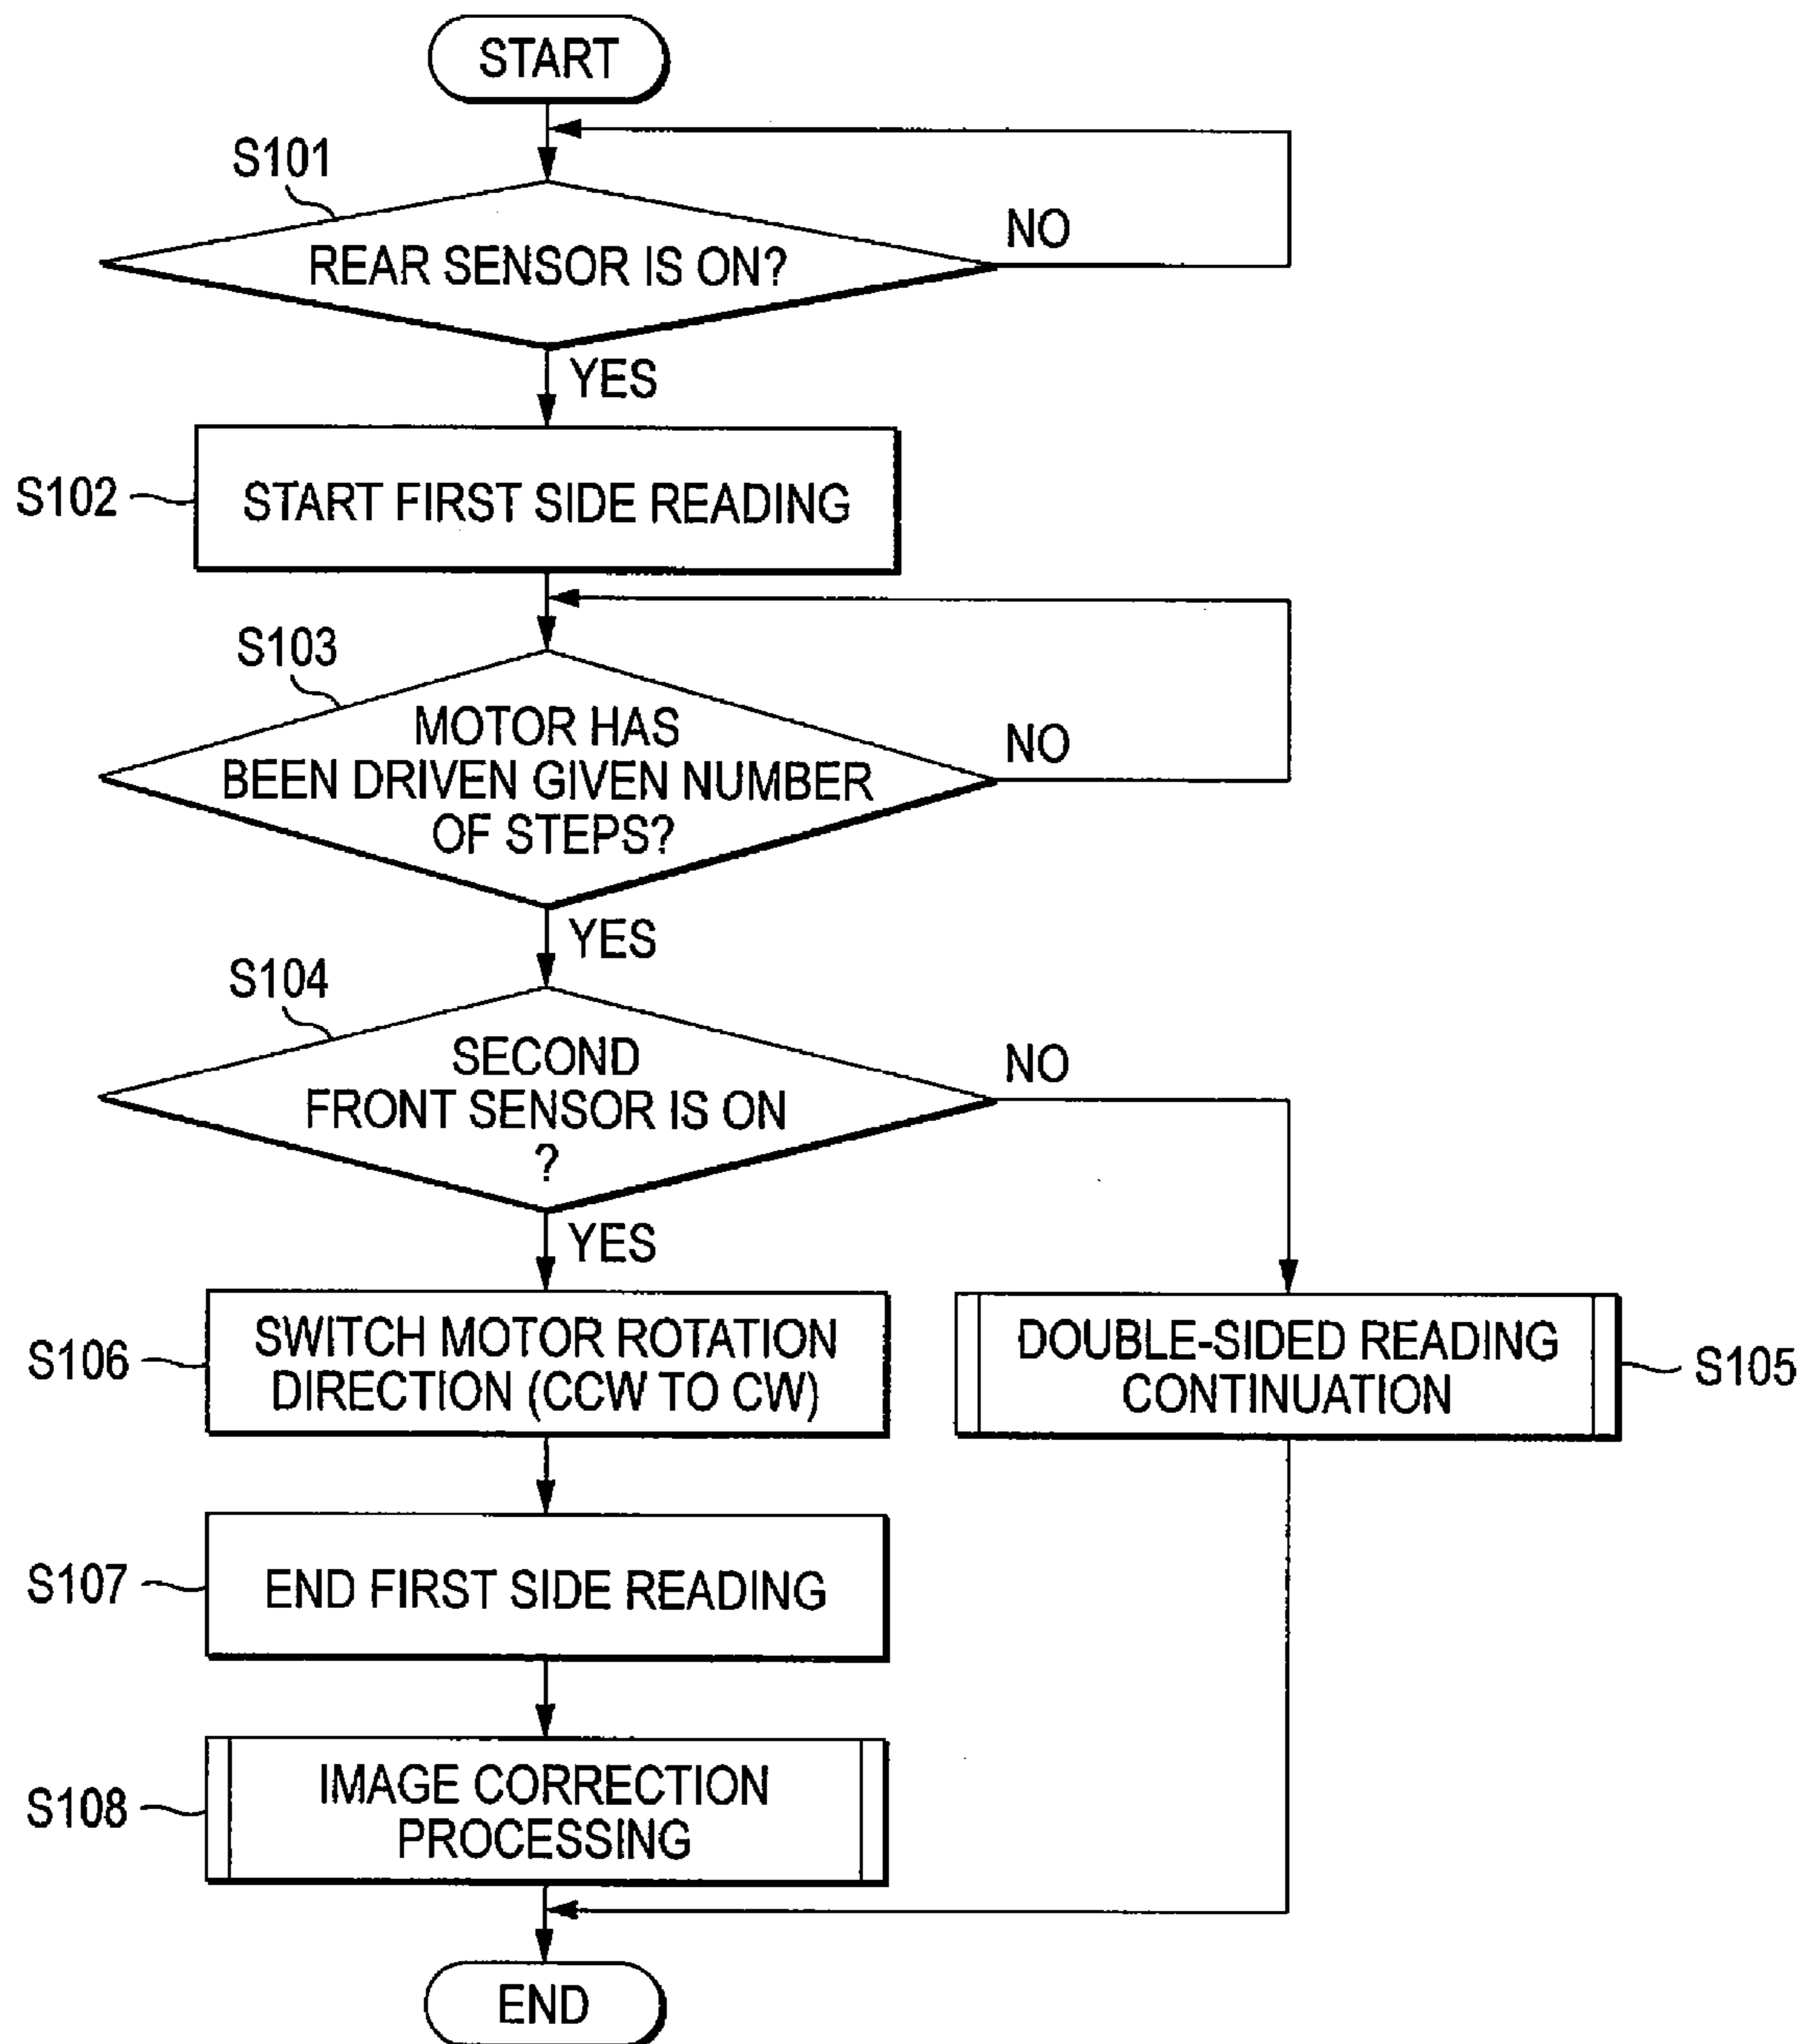 START
S101
REAR SENSOR IS ON?
NO
YES
S102
START FIRST SIDE READING
S103
MOTOR HAS
BEEN DRIVEN GIVEN NUMBER
OF STEPS?
NO
YES
S104
SECOND
FRONT SENSOR IS ON
?
NO
YES
S106
SWITCH MOTOR ROTATION
DIRECTION (CCW TO CW)
DOUBLE-SIDED READING
CONTINUATION
S105
S107
END FIRST SIDE READING
S108
IMAGE CORRECTION
PROCESSING
END